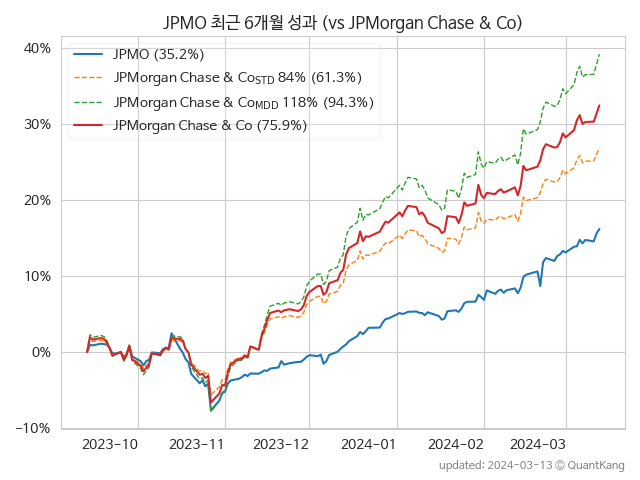 JPMO 최근 6개월 성과 (vs JPMorgan Chase & Co)
JPMO (35.2%)
JPMorgan Chase & CoSTD 84% (61.3%)
JPMorgan Chase & CoMDD 118% (94.3%)
JPMorgan Chase & Co (75.9%)
40%
30%
20%
10%
0%
−10%
2023−10
2023−11
2023−12
2024−01
2024−02
2024−03
updated: 2024-03-13 © QuantKang